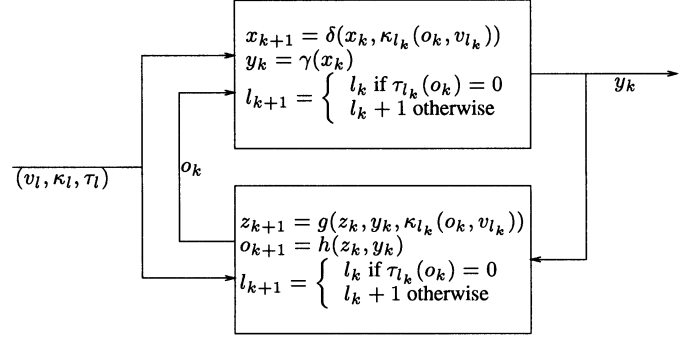 x_{k+1} = δ(x_k, κ_{l_k}(o_k, v_{l_k}))
y_k = γ(x_k)
l_{k+1} = { l_k if τ_{l_k}(o_k) = 0
l_k + 1 otherwise
y_k
o_k
(v_l, κ_l, τ_l)
z_{k+1} = g(z_k, y_k, κ_{l_k}(o_k, v_{l_k}))
o_{k+1} = h(z_k, y_k)
l_{k+1} = { l_k if τ_{l_k}(o_k) = 0
l_k + 1 otherwise